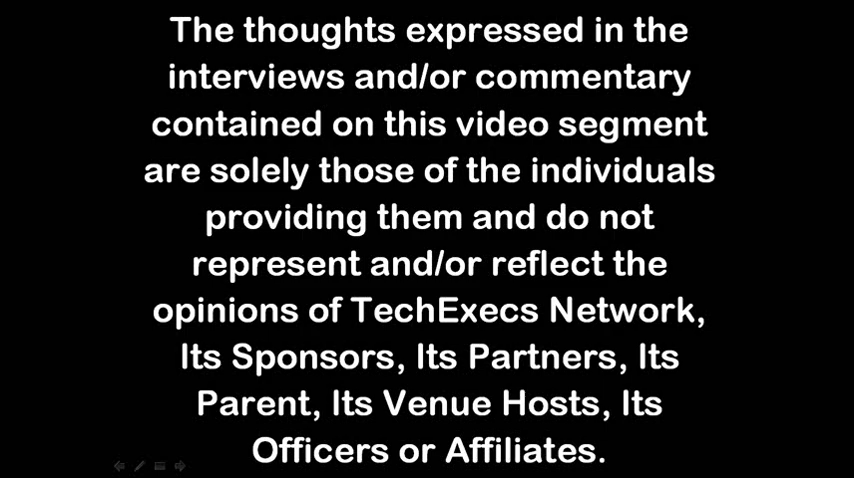 The thoughts expressed in the
interviews and/or commentary
contained on this video segment
are solely those of the individuals
providing them and do not
represent and/or reflect the
opinions of TechExecs Network,
Its Sponsors, Its Partners, Its
Parent, Its Venue Hosts, Its
Officers or Affiliates.